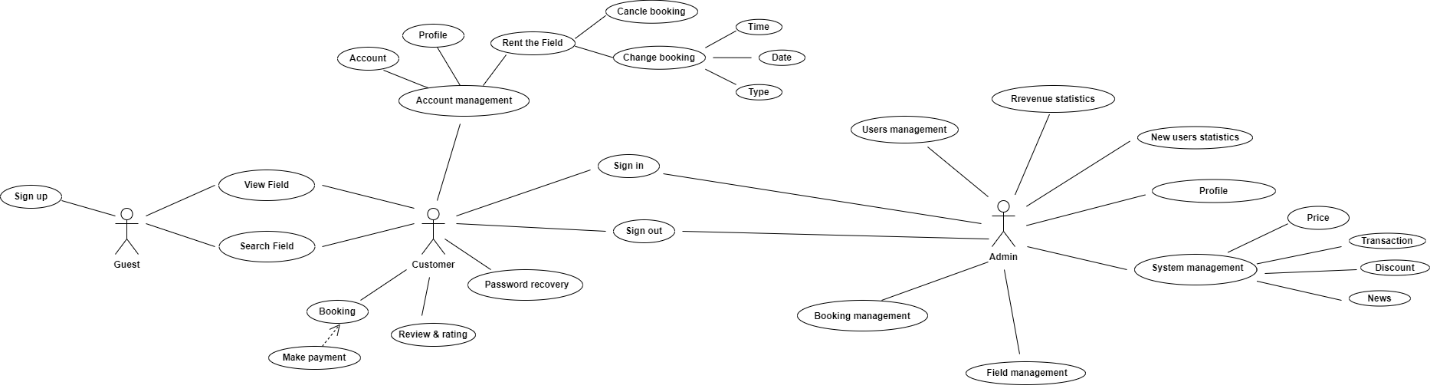 Cancle booking
Time
Profile
Rent the Field
Account
Change booking
Date
Type
Account management
Rrevenue statistics
Users management
New users statistics
Sign in
View Field
Profile
Sign up
Price
Sign out
Transaction
Search Field
Admin
Guest
Customer
System management
Discount
Password recovery
News
Booking
Booking management
Review & rating
Make payment
Field management